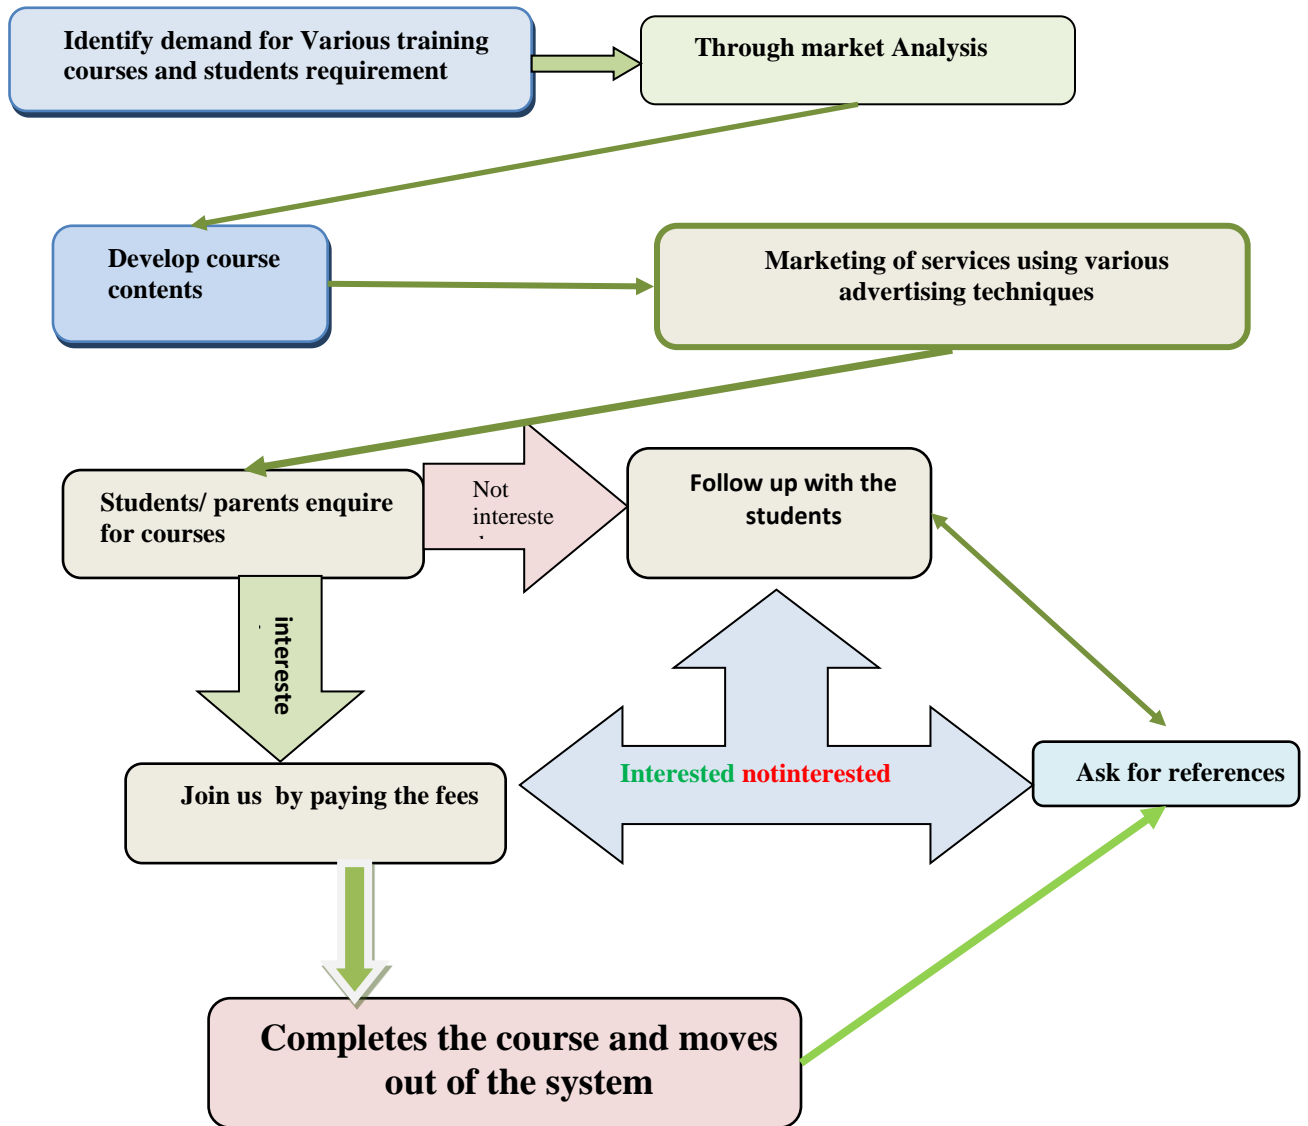 Identify demand for Various training
courses and students requirement
Through market Analysis
Develop course
contents
Marketing of services using various
advertising techniques
Students/ parents enquire
for courses
Not
intereste
Follow up with the
students
intereste
Interested notinterested
Ask for references
Join us by paying the fees
Completes the course and moves
out of the system